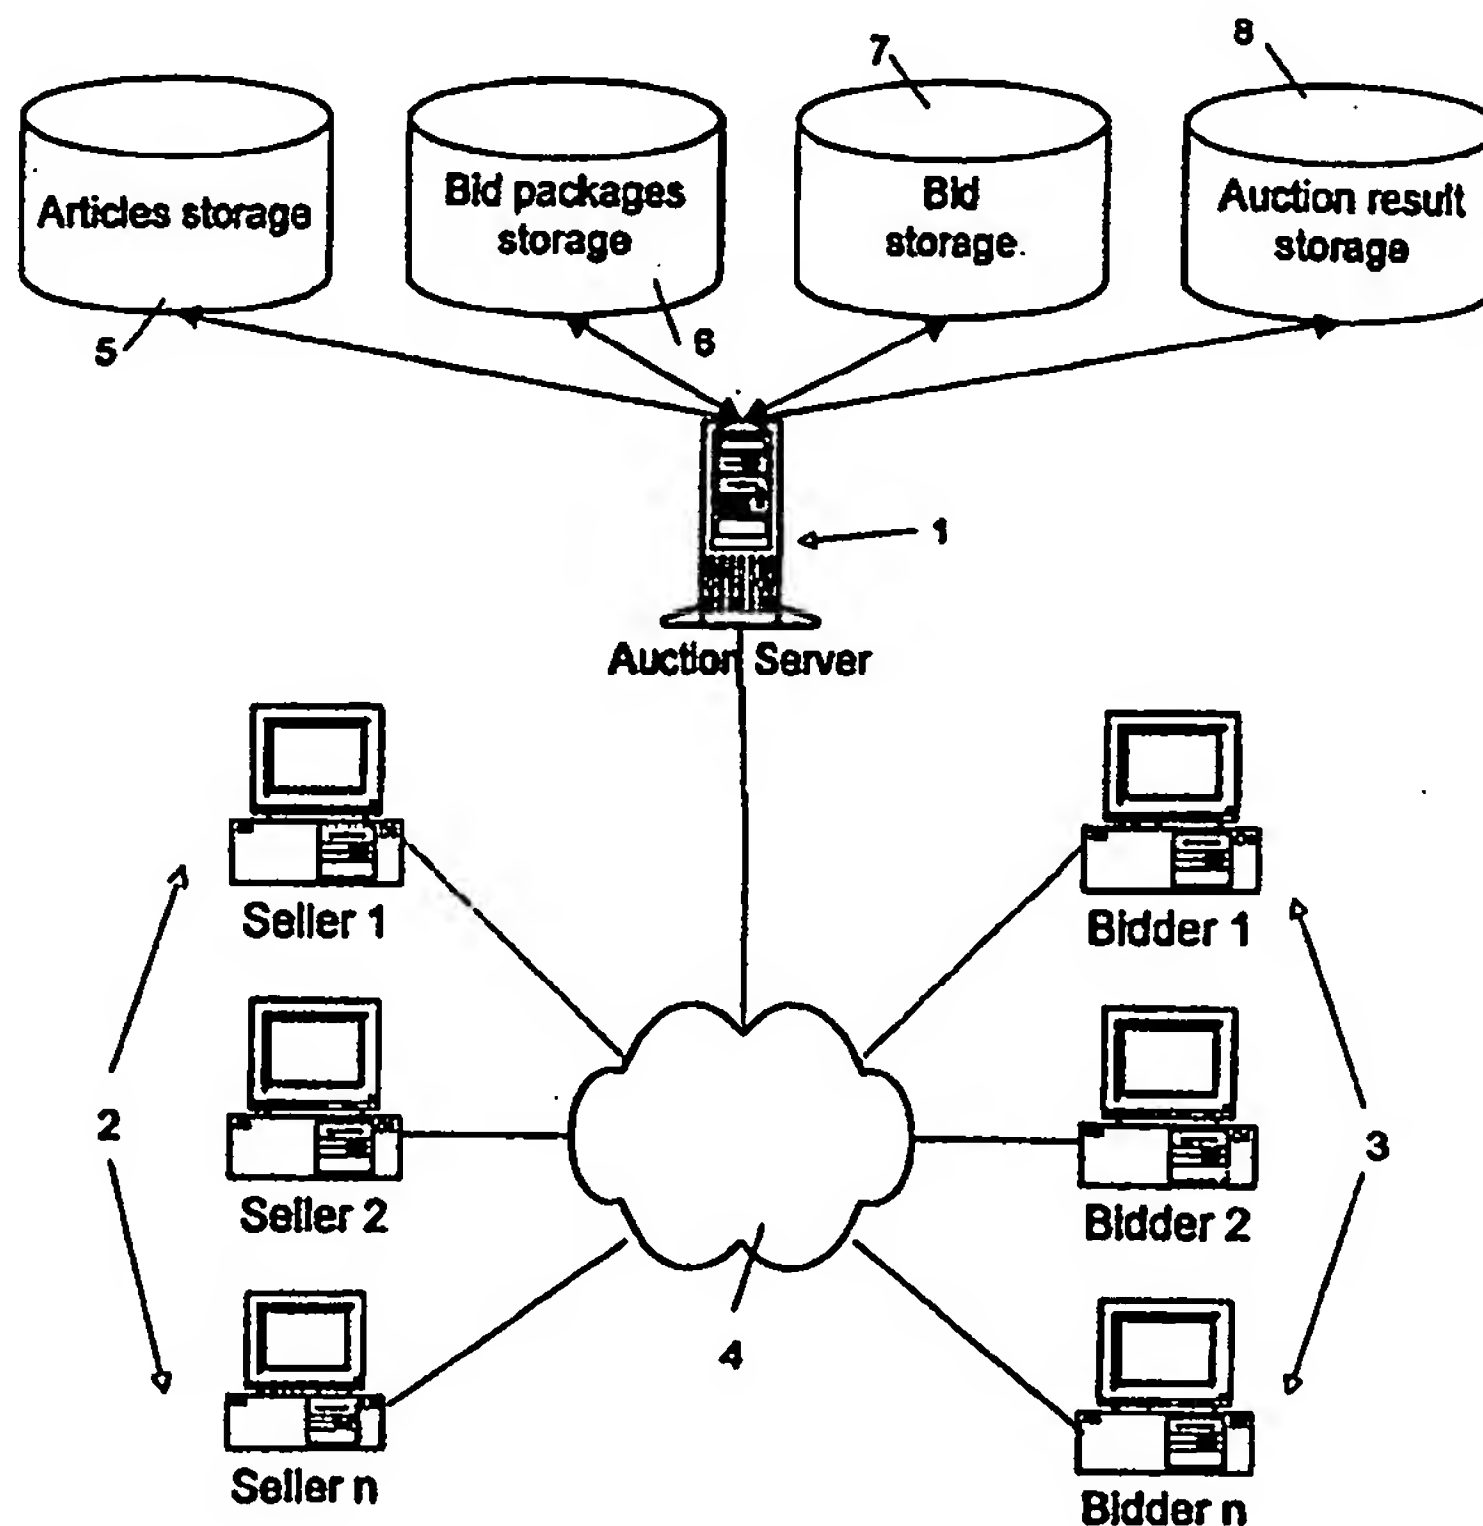 7
8
Articles storage
Bid packages
storage
Bid
storage
Auction result
storage
5
6
1
Auction Server
Seller 1
Bidder 1
2
3
Seller 2
Bidder 2
4
Seller n
Bidder n